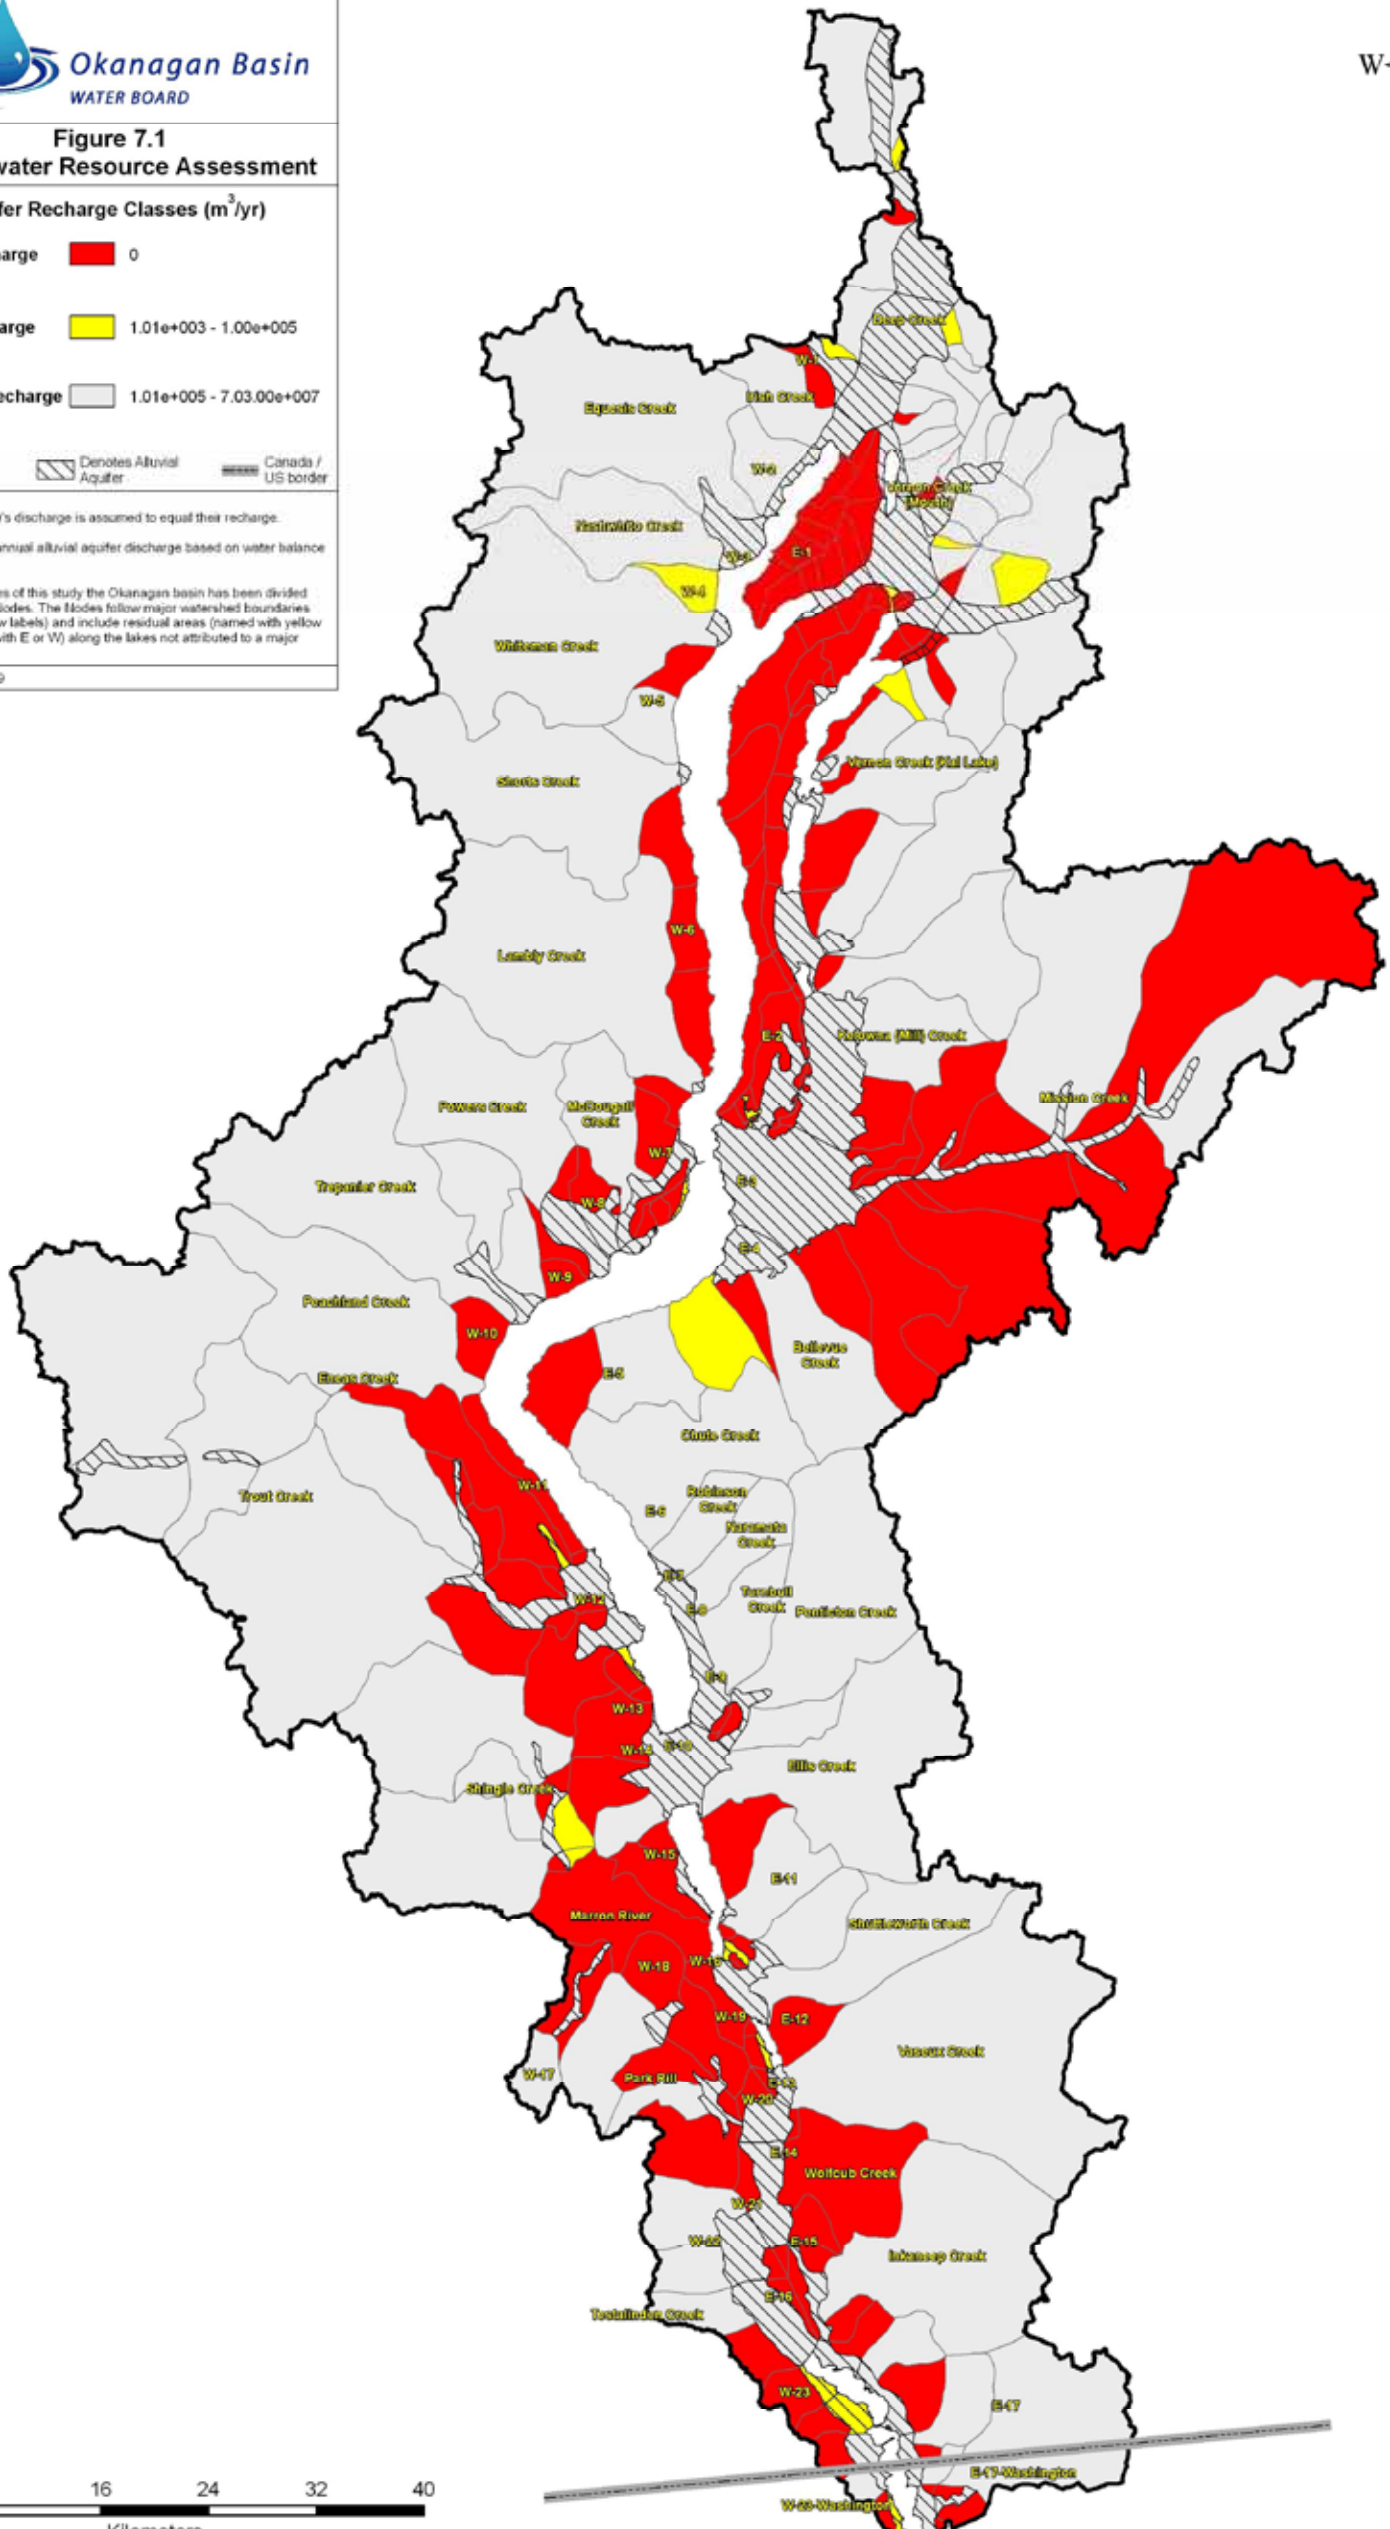 Okanagan Basin
WATER BOARD
W-
Figure 7.1
water Resource Assessment
fer Recharge Classes (m3/yr)
arge 0
arge 1.01e+003 - 1.00e+005
echarge 1.01e+005 - 7.03.00e+007
Denotes Alluvial
Aquifer
Canada /
US border
's discharge is assumed to equal their recharge.
annual alluvial aquifer discharge based on water balance
es of this study the Okanagan basin has been divided
Nodes. The Nodes follow major watershed boundaries
w labels) and include residual areas (named with yellow
with E or W) along the lakes not attributed to a major
9
Deep Creek
W-1
Irish Creek
Equesis Creek
W-2
Vernon Creek
(Mouth)
Nashwhito Creek
W-3
E-1
W-4
Whiteman Creek
W-5
Vernon Creek (Kal Lake)
Shorts Creek
W-6
Lambly Creek
E-2
Kelowna (Mill) Creek
Mission Creek
Powers Creek
McDougall
Creek
W-7
Trepanier Creek
E-3
W-8
E-4
W-9
Peachland Creek
W-10
Bellevue
Creek
E-5
Eneas Creek
Chute Creek
W-11
Robinson
Creek
Trout Creek
E-6
Naramata
Creek
E-7
W-12
Turnbull
Creek
E-8
Penticton Creek
E-9
W-13
W-14
E-10
Ellis Creek
Shingle Creek
W-15
E-11
Marron River
Shuttleworth Creek
W-16
W-18
W-19
E-12
Vaseux Creek
W-17
Park Rill
E-13
W-20
E-14
Wolfcub Creek
W-21
W-22
E-15
Inkaneep Creek
E-16
Testalinden Creek
W-23
E-17
E-17-Washington
W-23-Washington
16 24 32 40
Kilometers